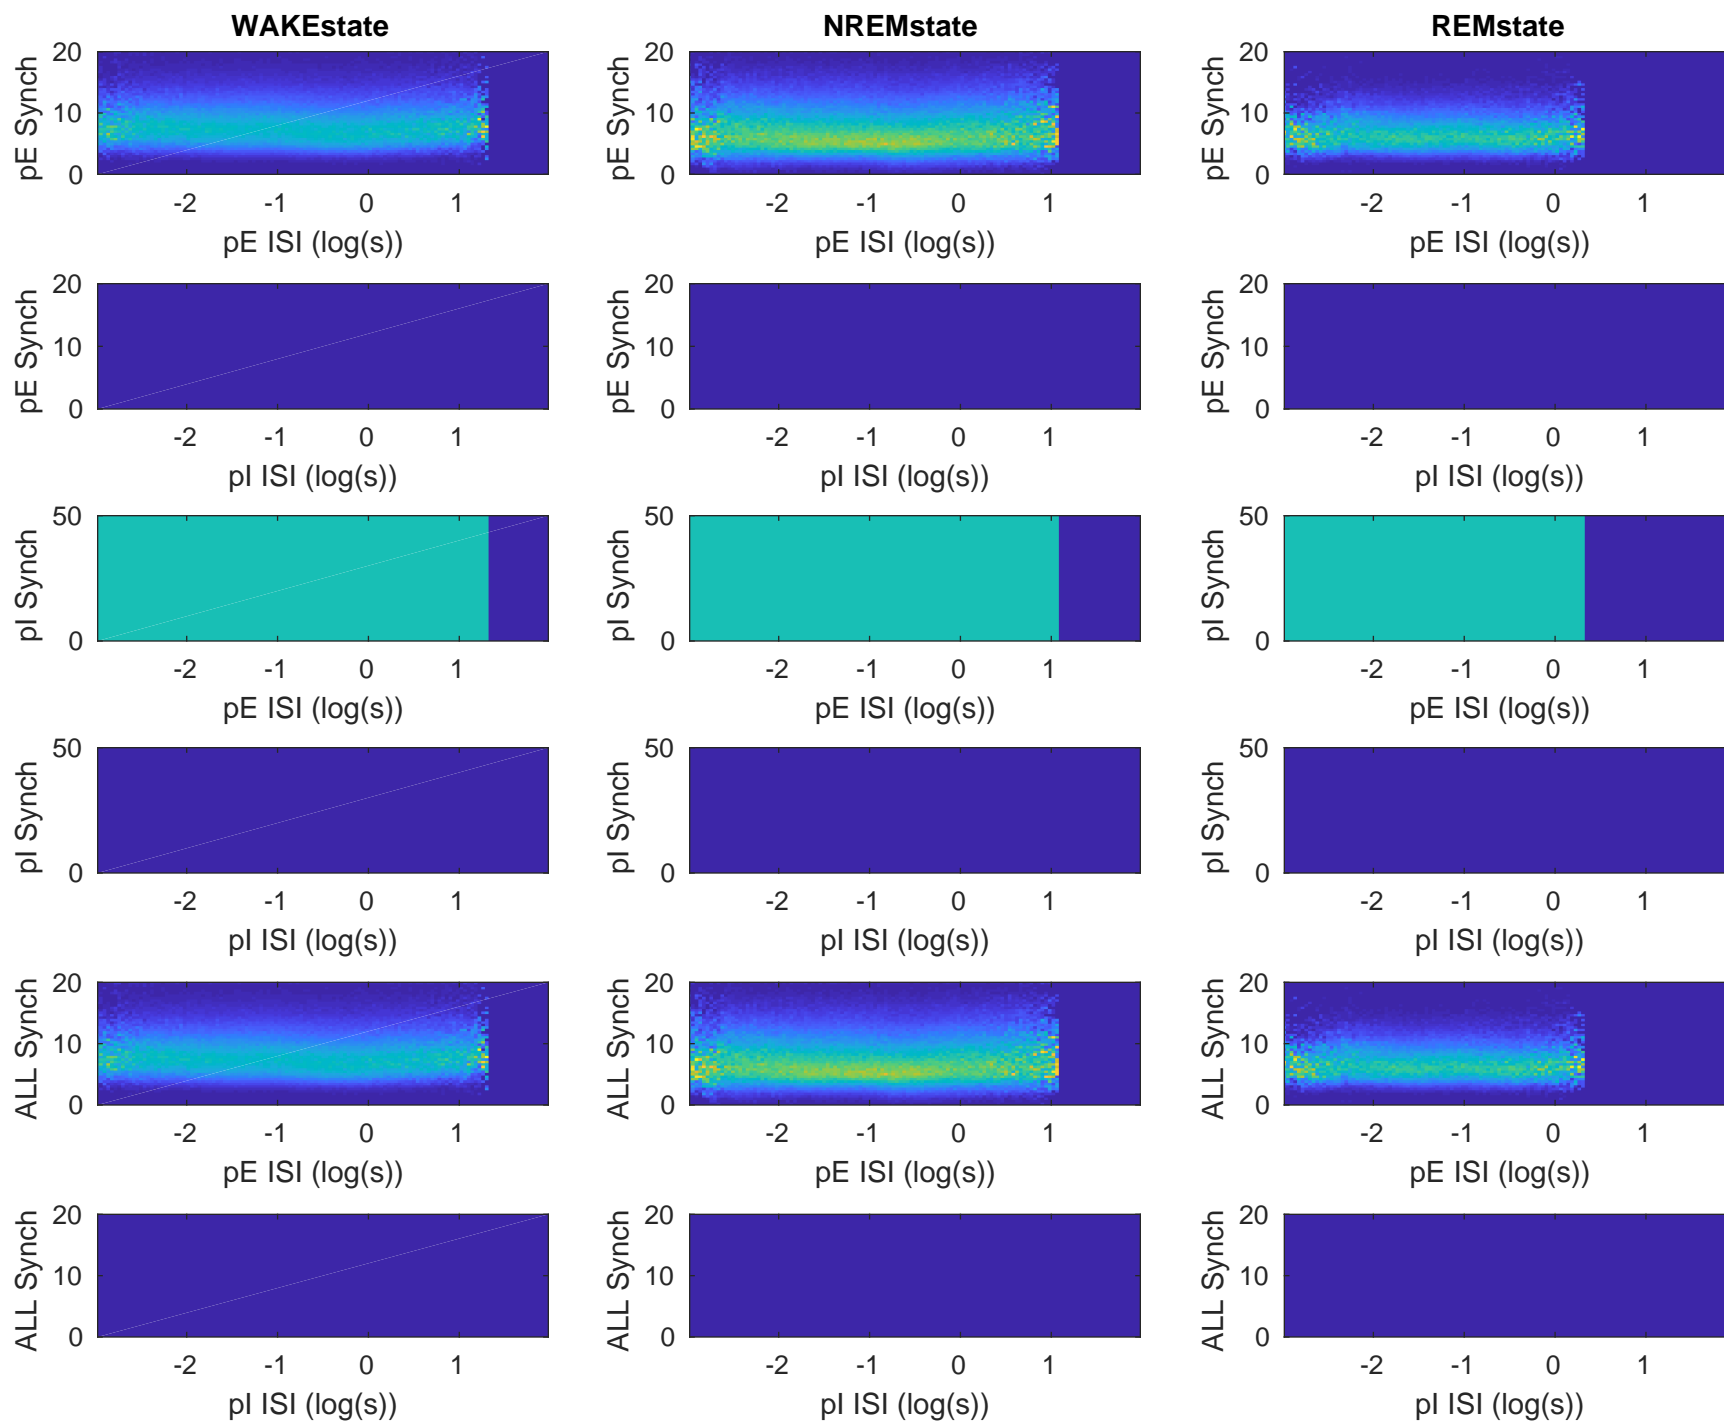 WAKEstate NREMstate REMstate
20 20 20
pE Synch pE Synch pE Synch
10 10 10
0 0 0
-2 -1 0 1 -2 -1 0 1 -2 -1 0 1
pE ISI (log(s)) pE ISI (log(s)) pE ISI (log(s))
20 20 20
pE Synch pE Synch pE Synch
10 10 10
0 0 0
-2 -1 0 1 -2 -1 0 1 -2 -1 0 1
pI ISI (log(s)) pI ISI (log(s)) pI ISI (log(s))
50 50 50
pI Synch pI Synch pI Synch
0 0 0
-2 -1 0 1 -2 -1 0 1 -2 -1 0 1
pE ISI (log(s)) pE ISI (log(s)) pE ISI (log(s))
50 50 50
pI Synch pI Synch pI Synch
0 0 0
-2 -1 0 1 -2 -1 0 1 -2 -1 0 1
pI ISI (log(s)) pI ISI (log(s)) pI ISI (log(s))
20 20 20
ALL Synch ALL Synch ALL Synch
10 10 10
0 0 0
-2 -1 0 1 -2 -1 0 1 -2 -1 0 1
pE ISI (log(s)) pE ISI (log(s)) pE ISI (log(s))
20 20 20
ALL Synch ALL Synch ALL Synch
10 10 10
0 0 0
-2 -1 0 1 -2 -1 0 1 -2 -1 0 1
pI ISI (log(s)) pI ISI (log(s)) pI ISI (log(s))